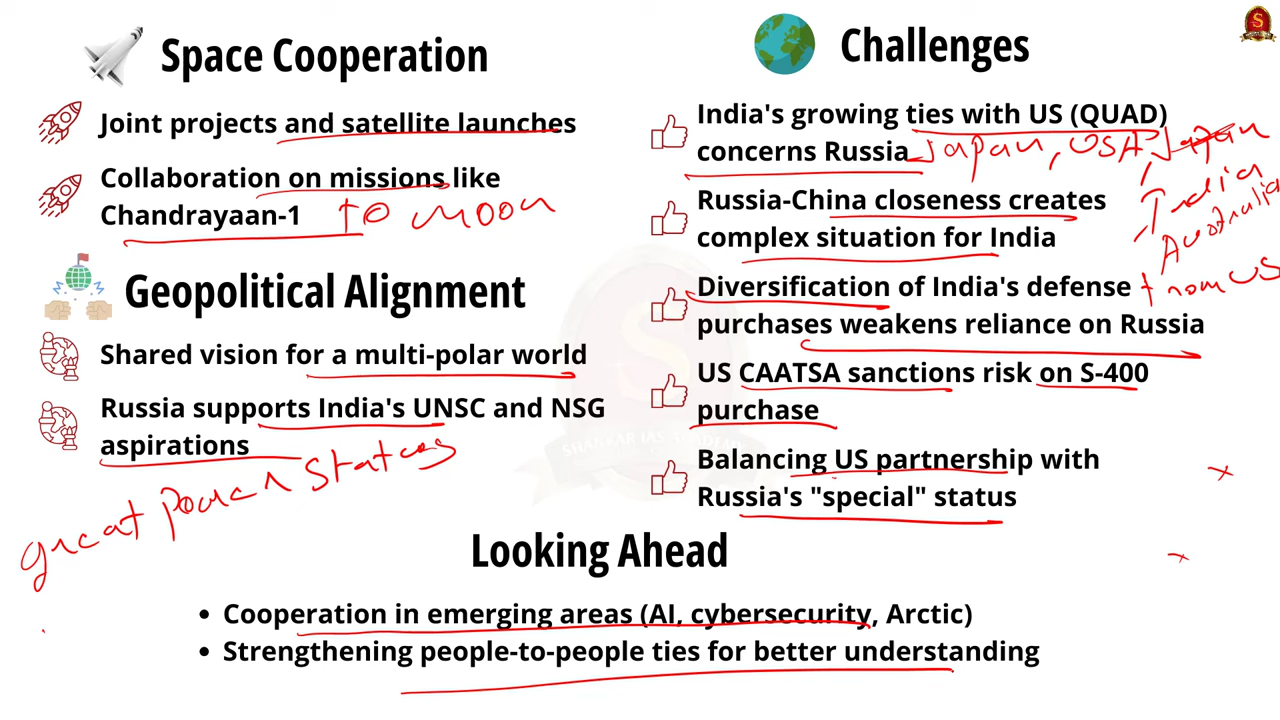 Space Cooperation
Joint projects and satellite launches
Collaboration on missions like
Chandrayaan-1 to moon
Geopolitical Alignment
Shared vision for a multi-polar world
Russia supports India's UNSC and NSG
aspirations
great power status
Challenges
India's growing ties with US (QUAD)
concerns Russia Japan, USA, Japan
India
Australia
Russia-China closeness creates
complex situation for India
Diversification of India's defense from US
purchases weakens reliance on Russia
US CAATSA sanctions risk on S-400
purchase
Balancing US partnership with
Russia's "special" status
Looking Ahead
• Cooperation in emerging areas (AI, cybersecurity, Arctic)
• Strengthening people-to-people ties for better understanding
SHANKAR IAS ACADEMY